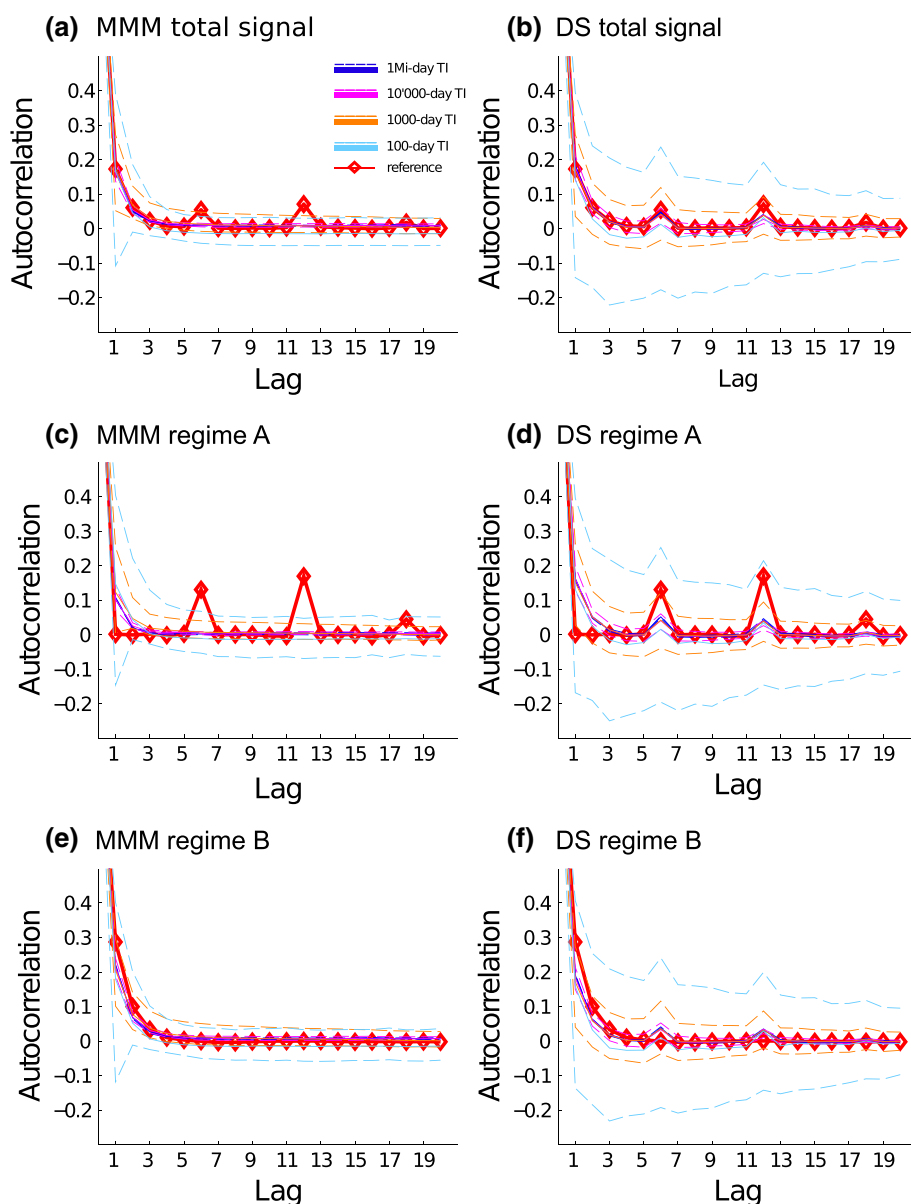 (a) MMM total signal
Autocorrelation
0.4
0.3
0.2
0.1
0
−0.1
−0.2
1 3 5 7 9 11 13 15 17 19
Lag
1Mi-day TI
10'000-day TI
1000-day TI
100-day TI
reference
(b) DS total signal
Autocorrelation
0.4
0.3
0.2
0.1
0
−0.1
−0.2
1 3 5 7 9 11 13 15 17 19
Lag
(c) MMM regime A
Autocorrelation
0.4
0.3
0.2
0.1
0
−0.1
−0.2
1 3 5 7 9 11 13 15 17 19
Lag
(d) DS regime A
Autocorrelation
0.4
0.3
0.2
0.1
0
−0.1
−0.2
1 3 5 7 9 11 13 15 17 19
Lag
(e) MMM regime B
Autocorrelation
0.4
0.3
0.2
0.1
0
−0.1
−0.2
1 3 5 7 9 11 13 15 17 19
Lag
(f) DS regime B
Autocorrelation
0.4
0.3
0.2
0.1
0
−0.1
−0.2
1 3 5 7 9 11 13 15 17 19
Lag